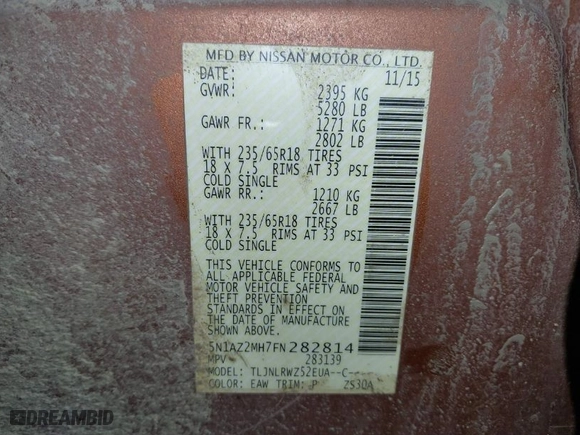 MFD BY NISSAN MOTOR CO., LTD.
DATE: 11/15
GVWR: 2395 KG
5280 LB
GAWR FR.: 1271 KG
2802 LB
WITH 235/65R18 TIRES
18 X 7.5 RIMS AT 33 PSI
COLD SINGLE
GAWR RR.: 1210 KG
2667 LB
WITH 235/65R18 TIRES
18 X 7.5 RIMS AT 33 PSI
COLD SINGLE
THIS VEHICLE CONFORMS TO
ALL APPLICABLE FEDERAL
MOTOR VEHICLE SAFETY AND
THEFT PREVENTION
STANDARDS IN EFFECT ON
THE DATE OF MANUFACTURE
SHOWN ABOVE.
5N1AZ2MH7FN282814
MPV 283139
MODEL: TLJNLRWZ52EUA--C-
COLOR: EAW TRIM: P Z530A
DREAMBID